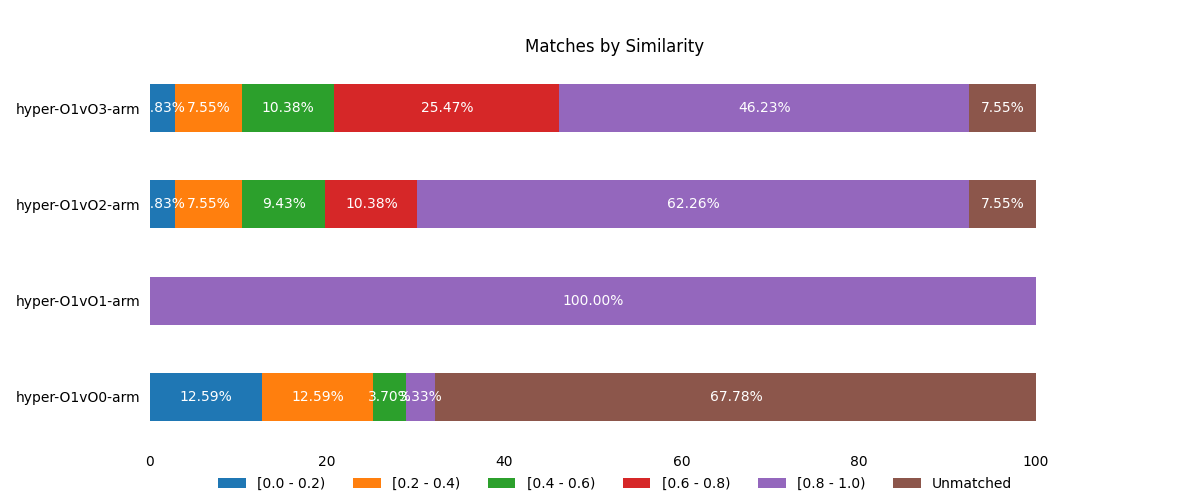 Matches by Similarity
hyper-O1vO3-arm .83% 7.55% 10.38% 25.47% 46.23% 7.55%
hyper-O1vO2-arm .83% 7.55% 9.43% 10.38% 62.26% 7.55%
hyper-O1vO1-arm 100.00%
hyper-O1vO0-arm 12.59% 12.59% 3.70% 3.33% 67.78%
0 20 40 60 80 100
[0.0 - 0.2) [0.2 - 0.4) [0.4 - 0.6) [0.6 - 0.8) [0.8 - 1.0) Unmatched